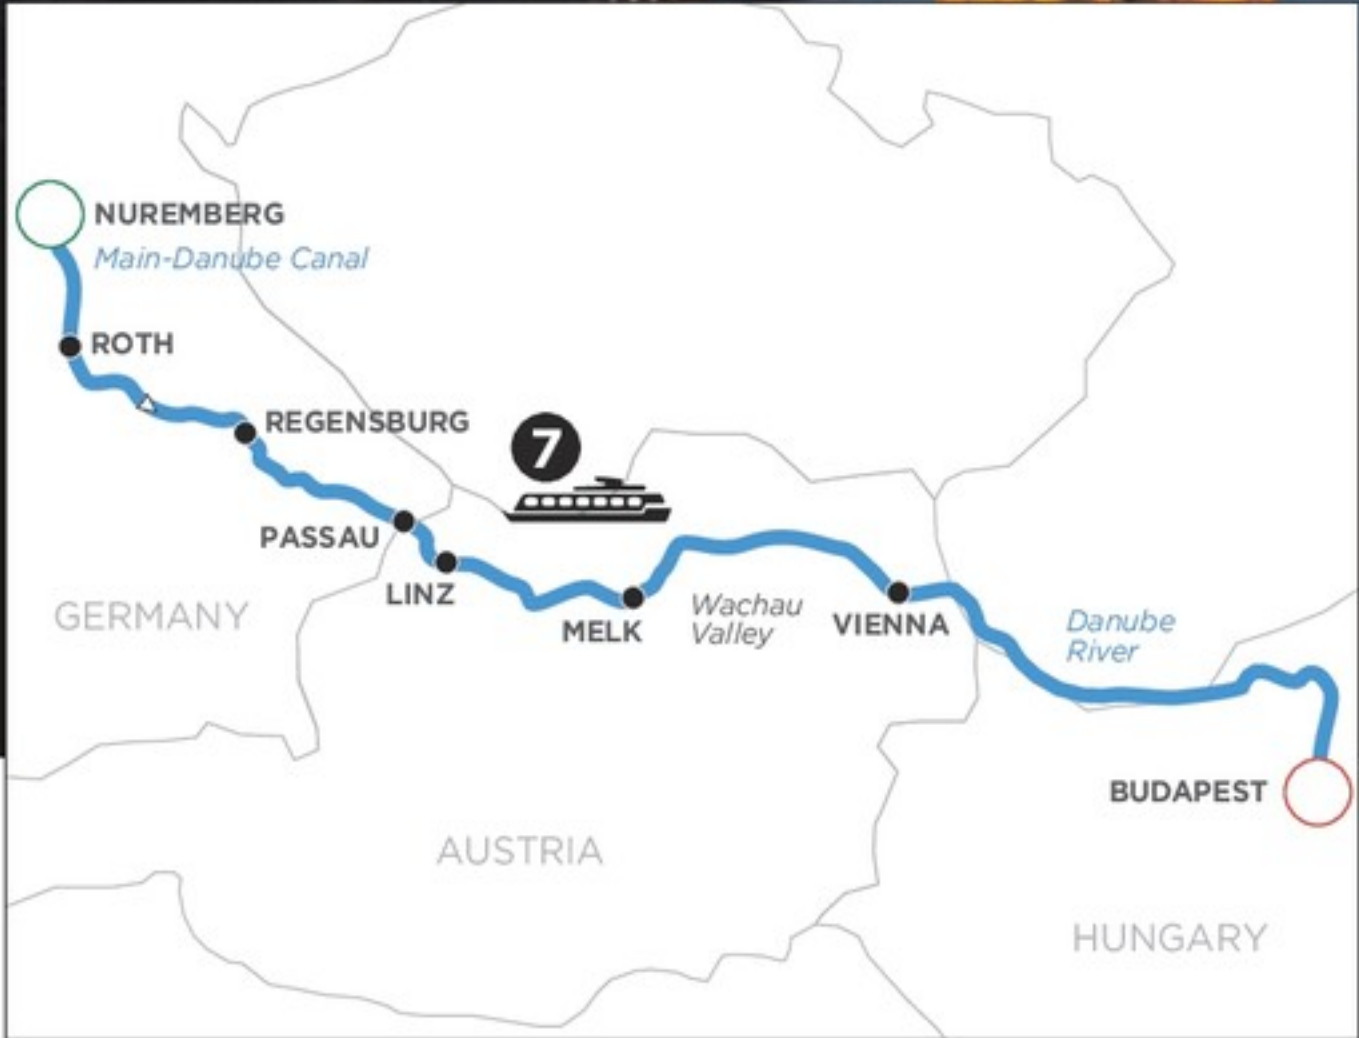 NUREMBERG
Main-Danube Canal
ROTH
REGENSBURG
7
PASSAU
LINZ
GERMANY
MELK
Wachau
Valley
VIENNA
Danube
River
BUDAPEST
AUSTRIA
HUNGARY